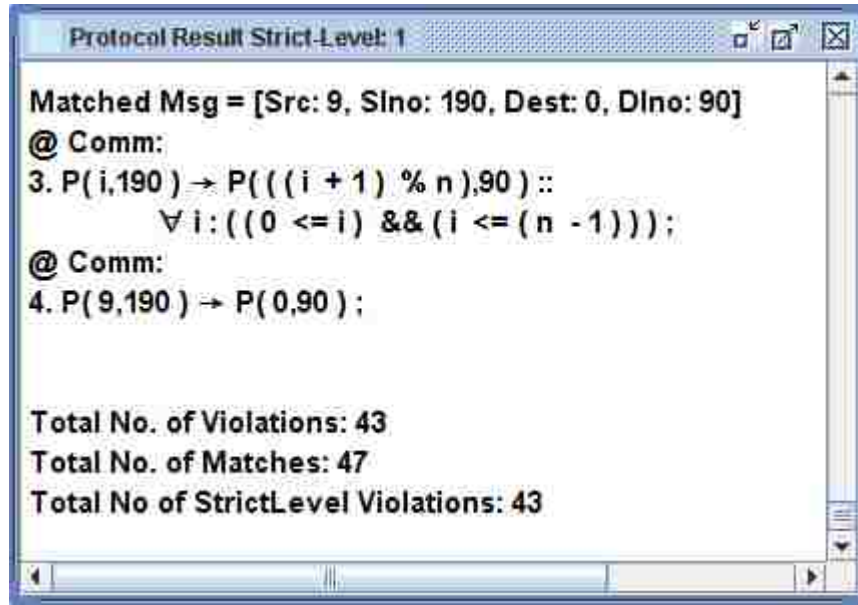 Protocol Result Strict-Level: 1
Matched Msg = [Src: 9, Slno: 190, Dest: 0, Dlno: 90]
@ Comm:
3. P( i,190 ) → P( ( ( i + 1 ) % n ),90 ) ::
∀ i : ( ( 0 <= i ) && ( i <= ( n - 1 ) ) ) ;
@ Comm:
4. P( 9,190 ) → P( 0,90 ) ;
Total No. of Violations: 43
Total No. of Matches: 47
Total No of StrictLevel Violations: 43